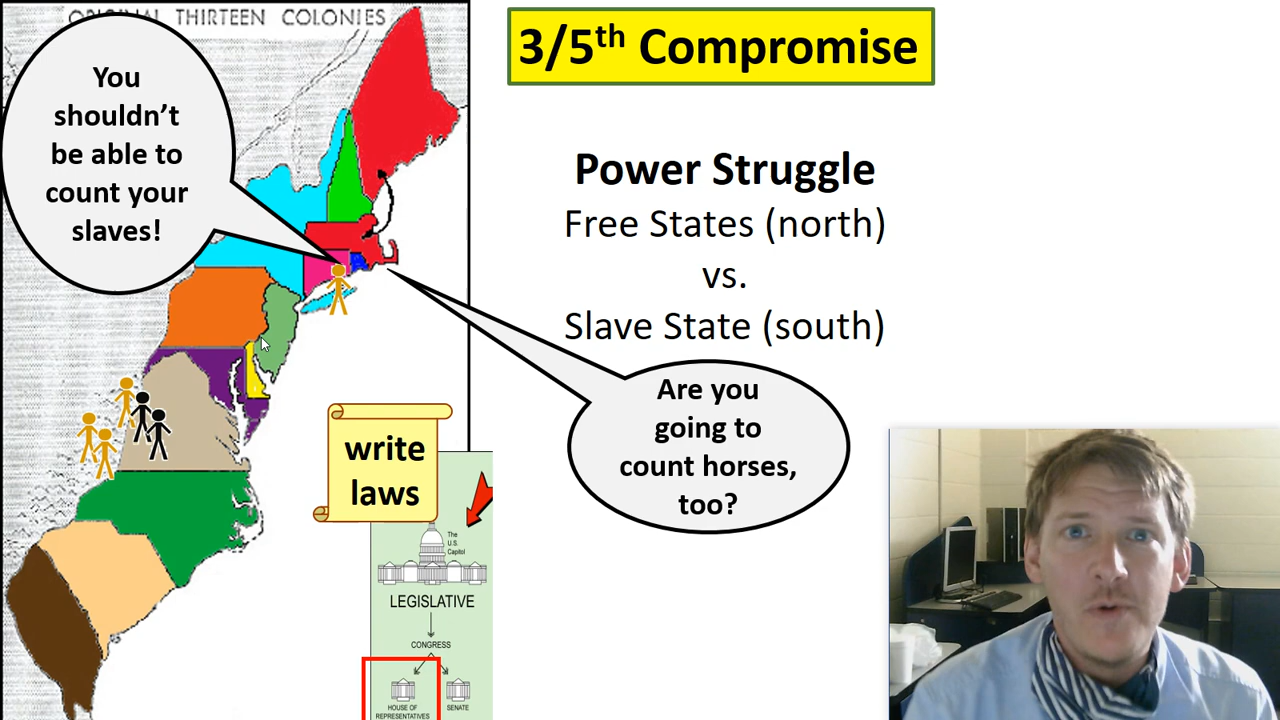 ORIGINAL THIRTEEN COLONIES
You
shouldn’t
be able to
count your
slaves!
3/5th Compromise
Power Struggle
Free States (north)
vs.
Slave State (south)
Are you
going to
count horses,
too?
write
laws
The
U.S.
Capitol
LEGISLATIVE
CONGRESS
HOUSE OF
REPRESENTATIVES
SENATE